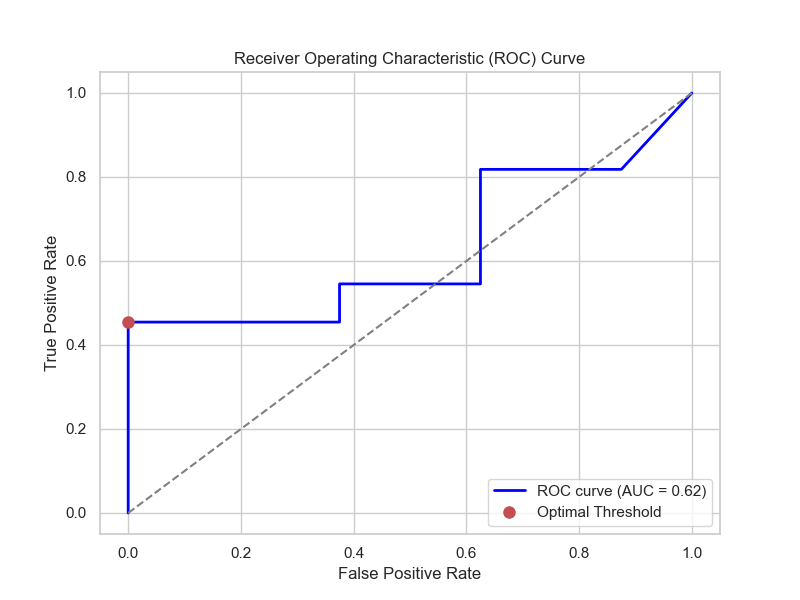 Receiver Operating Characteristic (ROC) Curve
True Positive Rate
1.0
0.8
0.6
0.4
0.2
0.0
ROC curve (AUC = 0.62)
Optimal Threshold
0.0 0.2 0.4 0.6 0.8 1.0
False Positive Rate